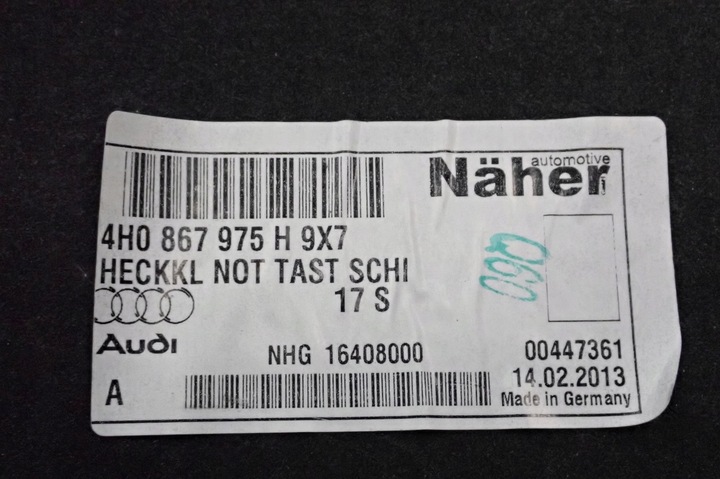 automotive
Näher
4H0 867 975 H 9X7
HECKKL NOT TAST SCHI
17 S
060
Audi
NHG 16408000
00447361
14.02.2013
A
Made in Germany